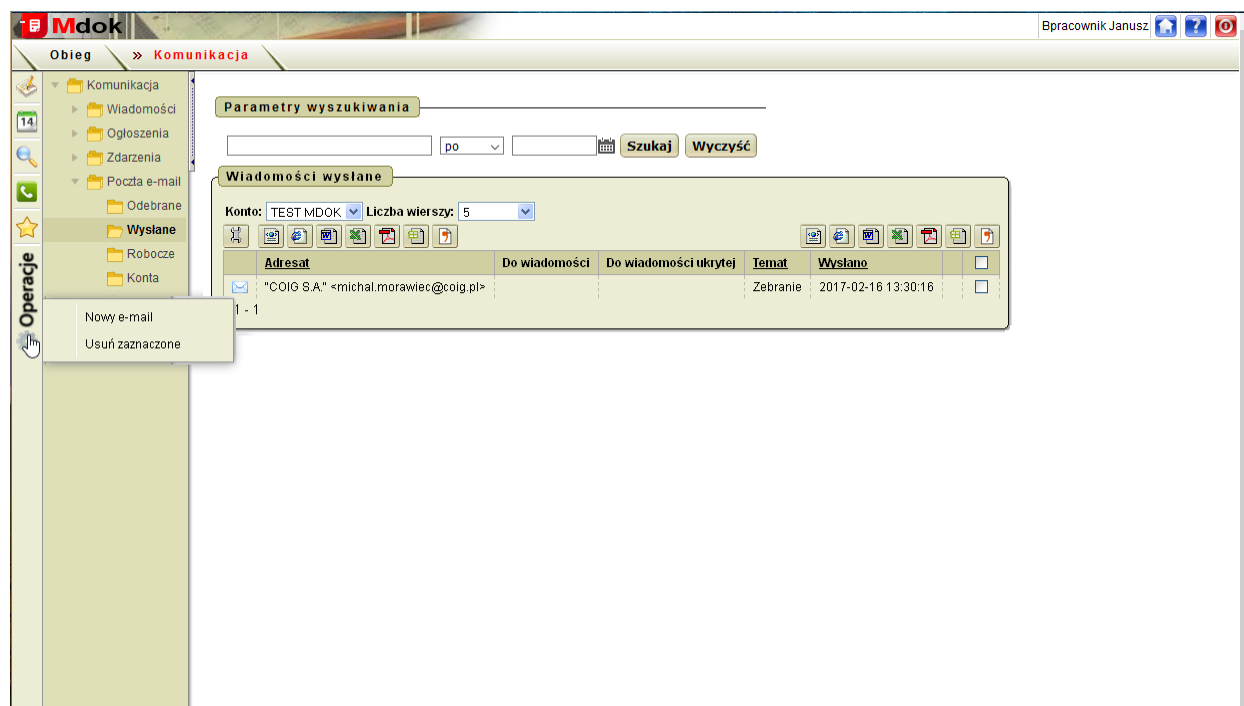 Mdok
Bpracownik Janusz
Obieg
» Komunikacja
Komunikacja
Wiadomości
Ogłoszenia
Zdarzenia
Poczta e-mail
Odebrane
Wysłane
Robocze
Konta
14
Operacje
Nowy e-mail
Usuń zaznaczone
Parametry wyszukiwania
po
Szukaj Wyczyść
Wiadomości wysłane
Konto: TEST MDOK Liczba wierszy: 5
Adresat Do wiadomości Do wiadomości ukrytej Temat Wysłano
"COIG S.A." <michal.morawiec@coig.pl> Zebranie 2017-02-16 13:30:16
1 - 1